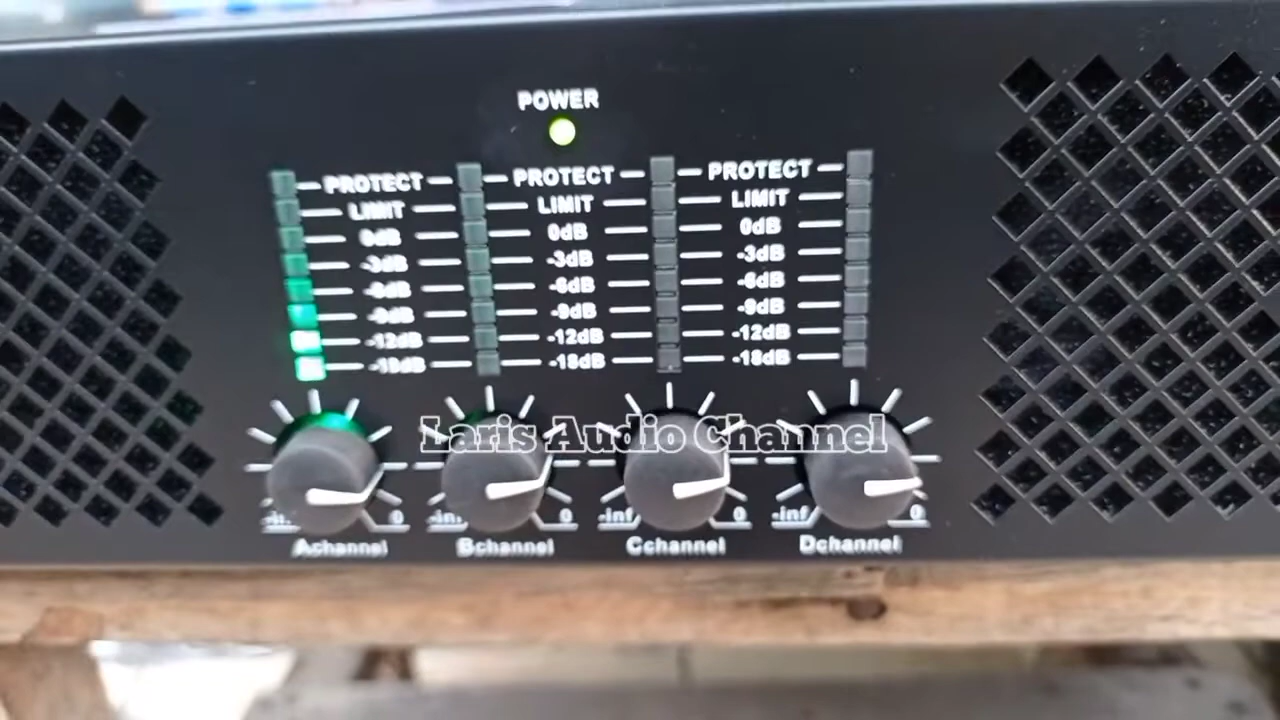 POWER
PROTECT PROTECT PROTECT
LIMIT LIMIT LIMIT
0dB 0dB 0dB
-3dB -3dB -3dB
-6dB -6dB -6dB
-9dB -9dB -9dB
-12dB -12dB -12dB
-18dB -18dB -18dB
Laris Audio Channel
-inf 0 -inf 0 -inf 0 -inf 0
Achannel Bchannel Cchannel Dchannel